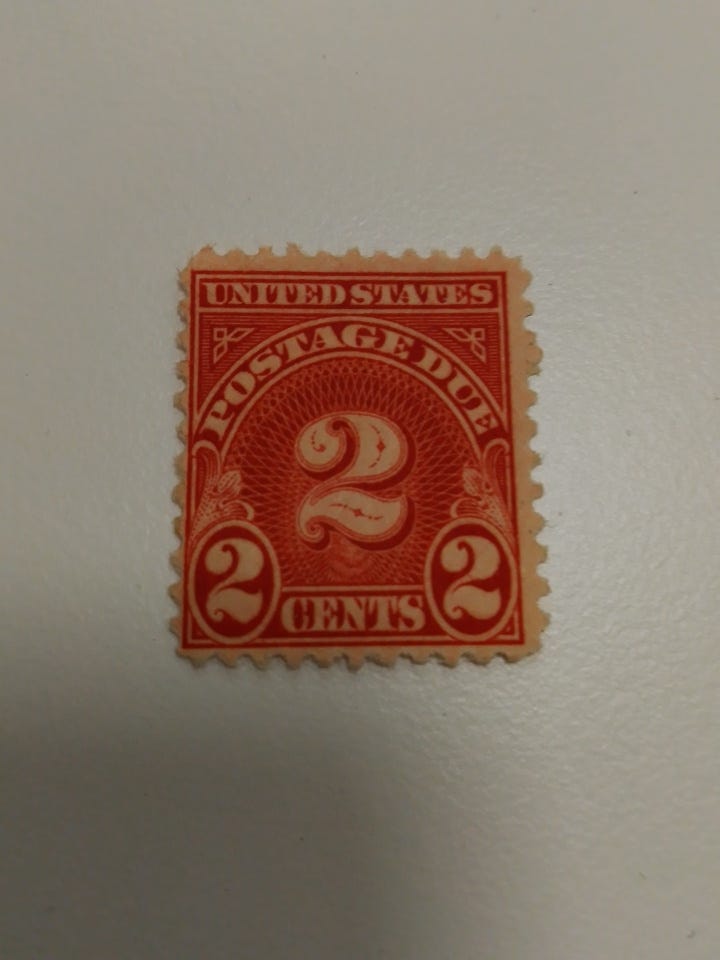 UNITED STATES
POSTAGE DUE
2
2 CENTS 2